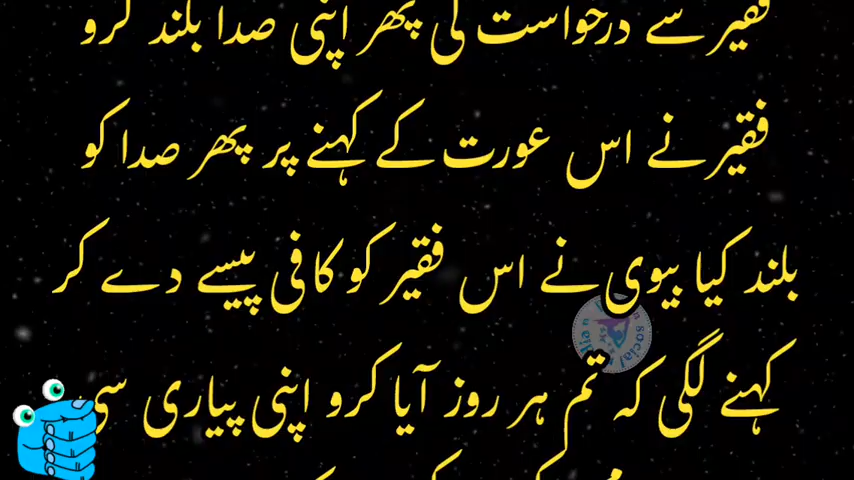 فقیر سے درخواست کی پھر اپنی صدا بلند کرو
فقیر نے اس عورت کے کہنے پر پھر صدا کو
بلند کیا بیوی نے اس فقیر کو کافی پیسے دے کر
کہنے لگی کہ تم ہر روز آیا کرو اپنی پیاری سی
social